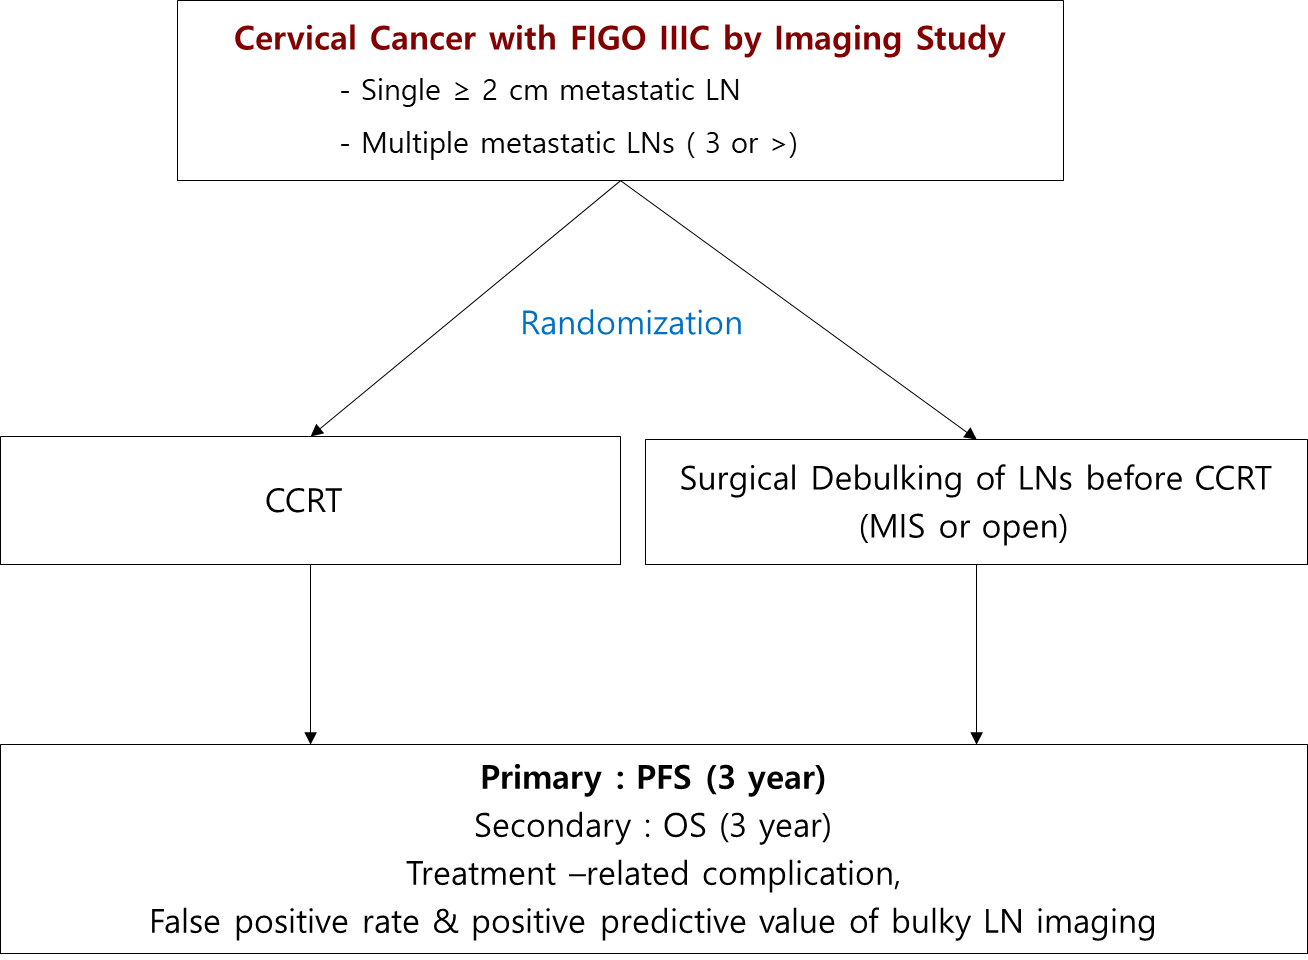 Cervical Cancer with FIGO IIIC by Imaging Study
- Single ≥ 2 cm metastatic LN
- Multiple metastatic LNs ( 3 or >)
Randomization
CCRT
Surgical Debulking of LNs before CCRT
(MIS or open)
Primary : PFS (3 year)
Secondary : OS (3 year)
Treatment –related complication,
False positive rate & positive predictive value of bulky LN imaging